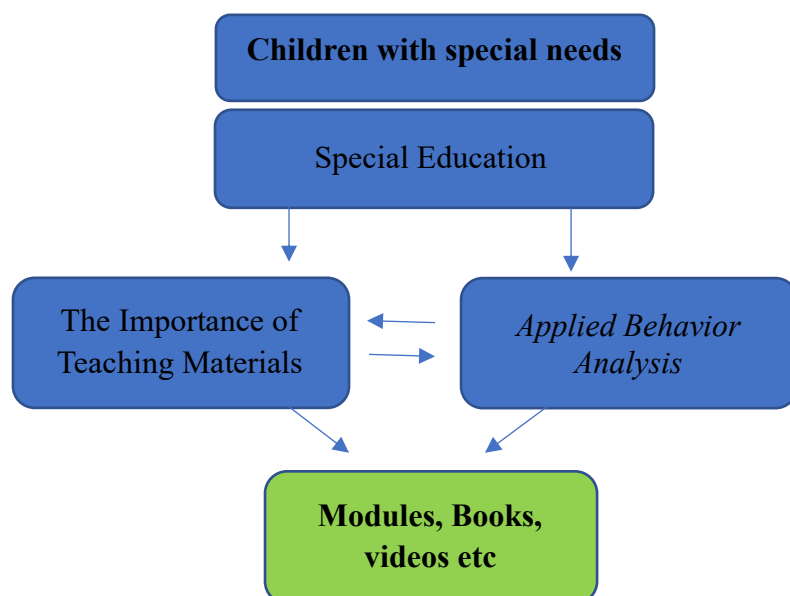 Children with special needs
Special Education
The Importance of
Teaching Materials
Applied Behavior
Analysis
Modules, Books,
videos etc